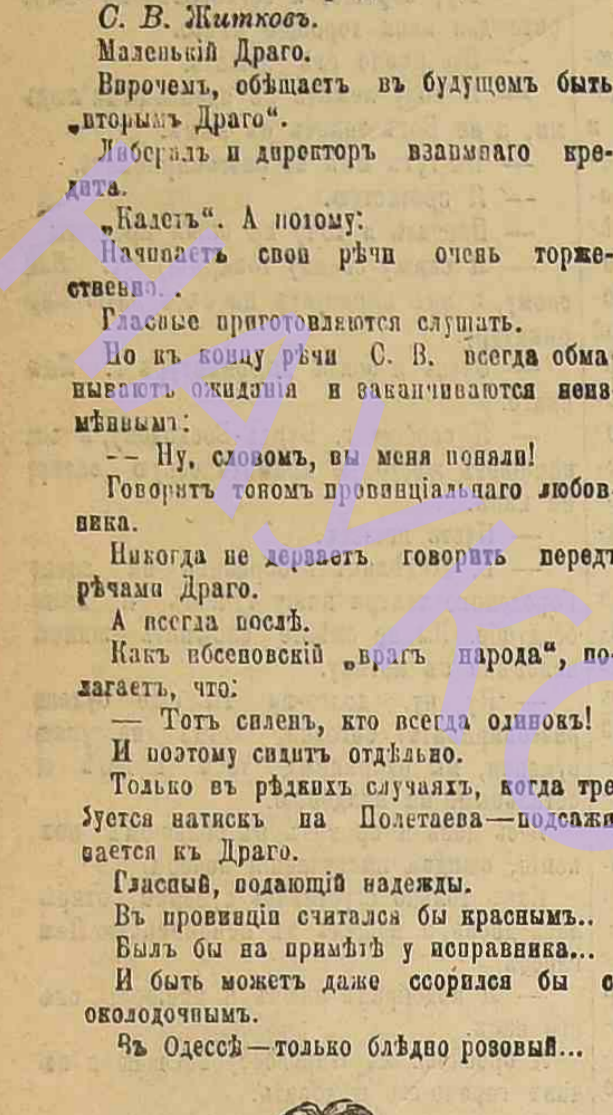 С. В. Житковъ.
Маленькій Драго.
Впрочемъ, обѣщаетъ въ будущемъ быть
„вторымъ Драго“.
Либералъ и директоръ взаимнаго кре-
дита.
„Кадетъ“. А потому:
Начинаетъ свои рѣчи очень торже-
ственно..
Гласные приготовляются слушать.
Но къ концу рѣчи С. В. всегда обма
нываютъ ожиданія и заканчиваются неиз
мѣннымъ:
-- Ну, словомъ, вы меня поняли!
Говоритъ тономъ провинціальнаго любов
ника.
Никогда не дерзаетъ говорить передъ
рѣчами Драго.
А всегда послѣ.
Какъ ибсеновскій „врагъ народа“, по-
лагаетъ, что:
— Тотъ силенъ, кто всегда одинокъ!
И поэтому сидитъ отдѣльно.
Только въ рѣдкихъ случаяхъ, когда тре
буется натискъ на Полетаева—подсажи
вается къ Драго.
Гласный, подающій надежды.
Въ провинціи считался бы краснымъ..
Былъ бы на примѣтѣ у исправника...
И быть можетъ даже ссорился бы с
околодочнымъ.
Въ Одессѣ—только блѣдно розовый...
НАУКО